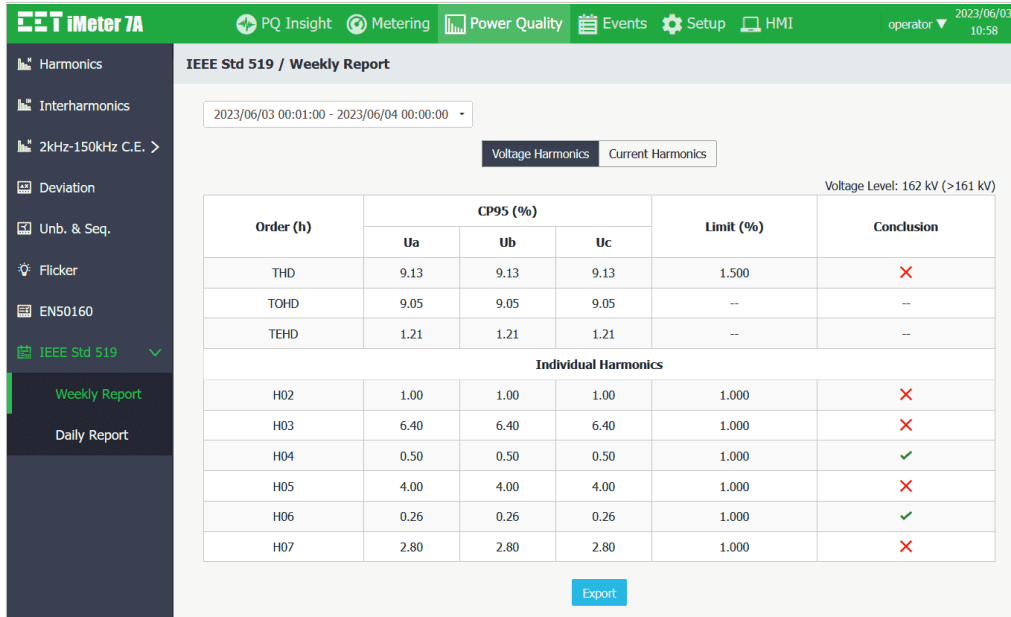 CET iMeter 7A
PQ Insight Metering Power Quality Events Setup HMI
operator ▼ 2023/06/03 10:58
Harmonics
Interharmonics
2kHz-150kHz C.E. >
Deviation
Unb. & Seq.
Flicker
EN50160
IEEE Std 519
Weekly Report
Daily Report
IEEE Std 519 / Weekly Report
2023/06/03 00:01:00 - 2023/06/04 00:00:00
Voltage Harmonics Current Harmonics
Voltage Level: 162 kV (>161 kV)
Order (h) CP95 (%) Limit (%) Conclusion
Ua Ub Uc
THD 9.13 9.13 9.13 1.500 ✕
TOHD 9.05 9.05 9.05 -- --
TEHD 1.21 1.21 1.21 -- --
Individual Harmonics
H02 1.00 1.00 1.00 1.000 ✕
H03 6.40 6.40 6.40 1.000 ✕
H04 0.50 0.50 0.50 1.000 ✓
H05 4.00 4.00 4.00 1.000 ✕
H06 0.26 0.26 0.26 1.000 ✓
H07 2.80 2.80 2.80 1.000 ✕
Export